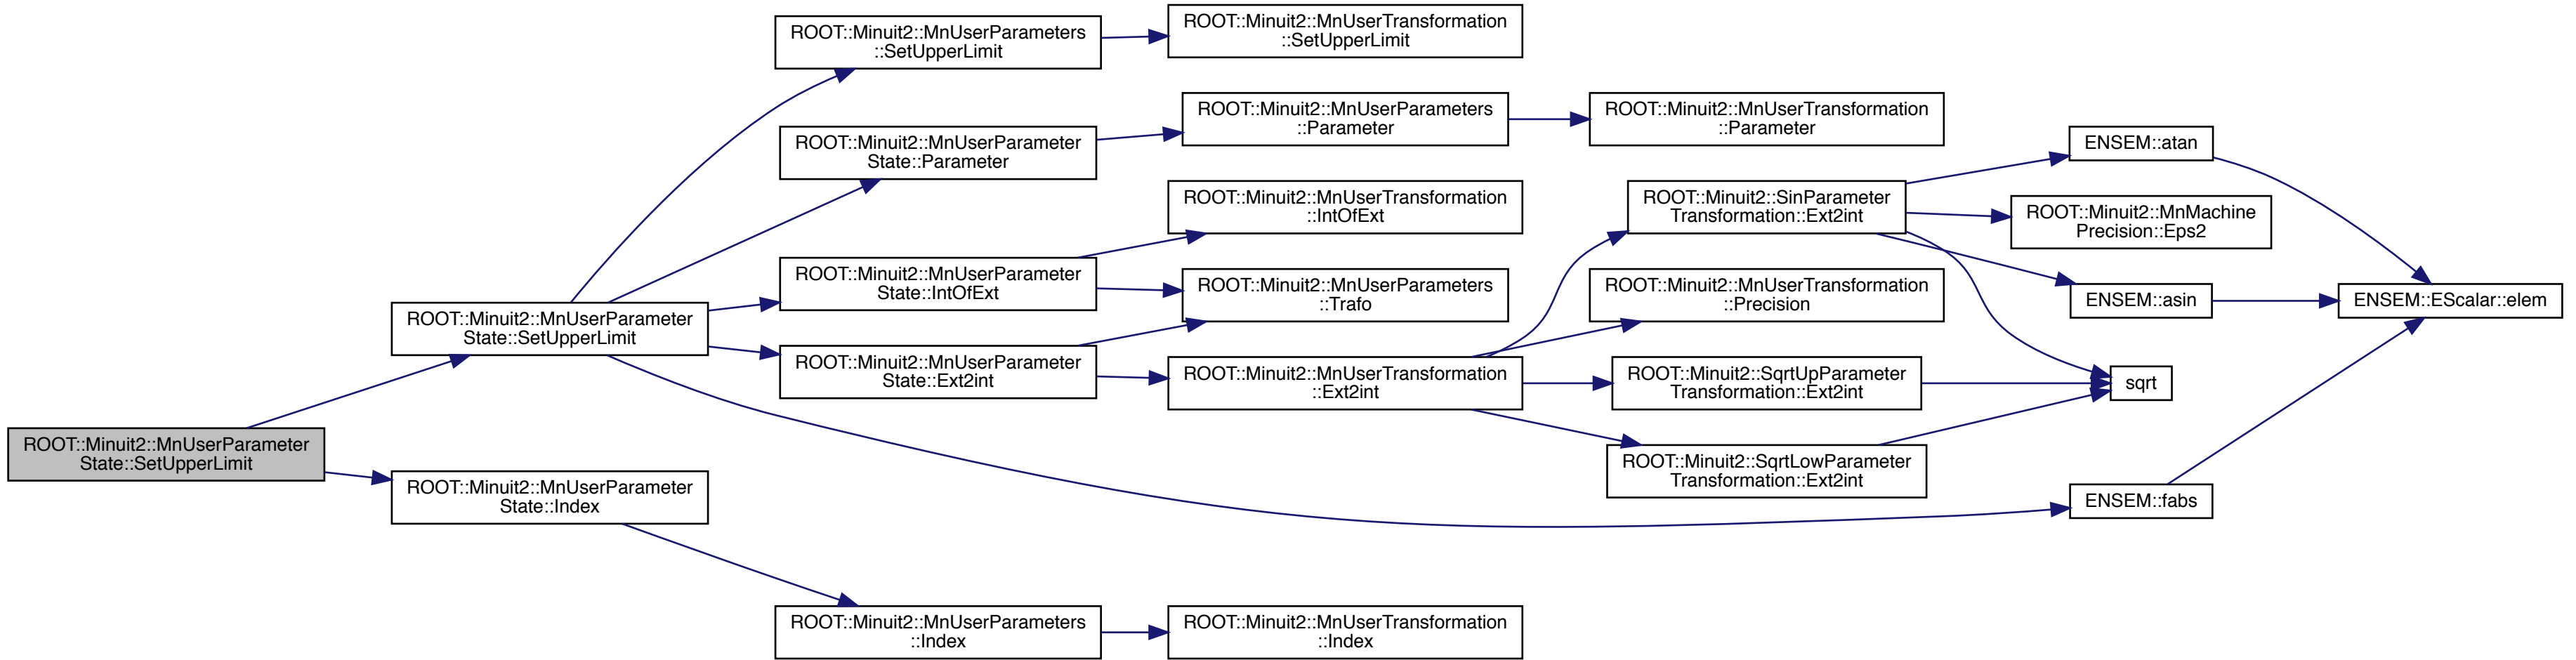 ROOT::Minuit2::MnUserParameter
State::SetUpperLimit
ROOT::Minuit2::MnUserParameter
State::SetUpperLimit
ROOT::Minuit2::MnUserParameter
State::Index
ROOT::Minuit2::MnUserParameters
::SetUpperLimit
ROOT::Minuit2::MnUserParameter
State::Parameter
ROOT::Minuit2::MnUserParameter
State::IntOfExt
ROOT::Minuit2::MnUserParameter
State::Ext2int
ROOT::Minuit2::MnUserParameters
::Index
ROOT::Minuit2::MnUserTransformation
::SetUpperLimit
ROOT::Minuit2::MnUserParameters
::Parameter
ROOT::Minuit2::MnUserTransformation
::IntOfExt
ROOT::Minuit2::MnUserParameters
::Trafo
ROOT::Minuit2::MnUserTransformation
::Ext2int
ROOT::Minuit2::MnUserTransformation
::Index
ROOT::Minuit2::MnUserTransformation
::Parameter
ROOT::Minuit2::SinParameter
Transformation::Ext2int
ROOT::Minuit2::MnUserTransformation
::Precision
ROOT::Minuit2::SqrtUpParameter
Transformation::Ext2int
ROOT::Minuit2::SqrtLowParameter
Transformation::Ext2int
ENSEM::atan
ROOT::Minuit2::MnMachine
Precision::Eps2
ENSEM::asin
sqrt
ENSEM::fabs
ENSEM::EScalar::elem